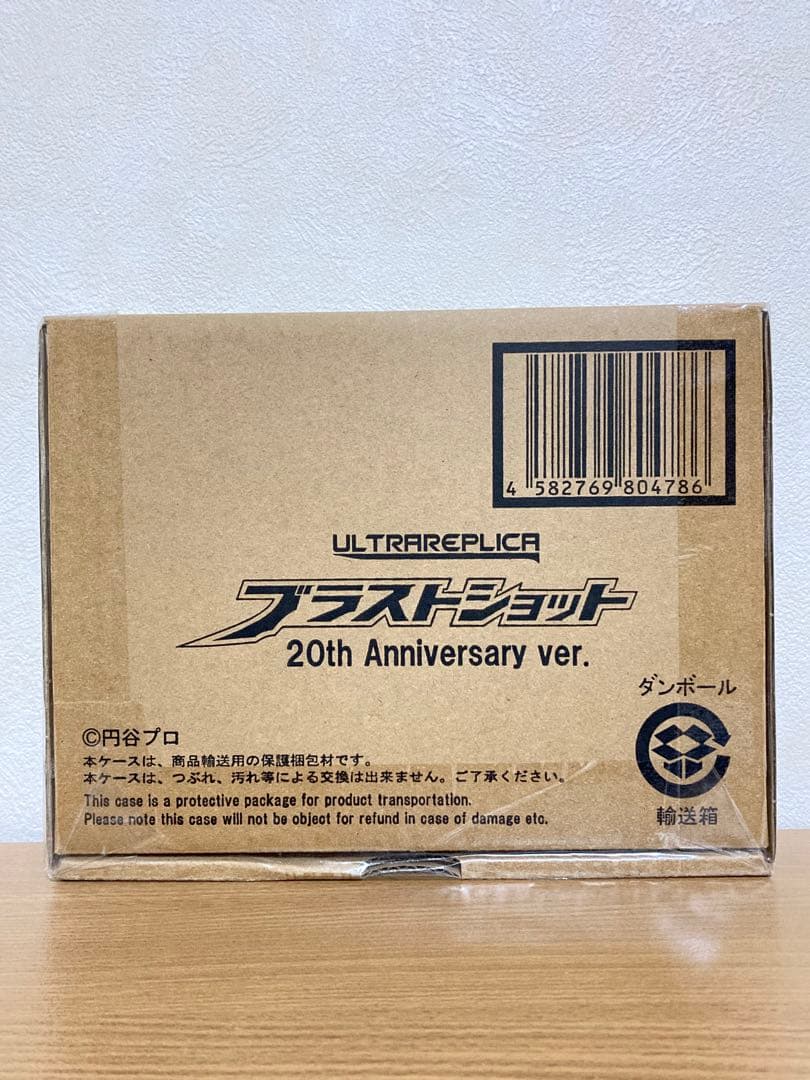 4 582769 804786
ULTRAREPLICA
ブラストショット
20th Anniversary ver.
ダンボール
輸送箱
©円谷プロ
本ケースは、商品輸送用の保護梱包材です。
本ケースは、つぶれ、汚れ等による交換は出来ません。ご了承ください。
This case is a protective package for product transportation.
Please note this case will not be object for refund in case of damage etc.